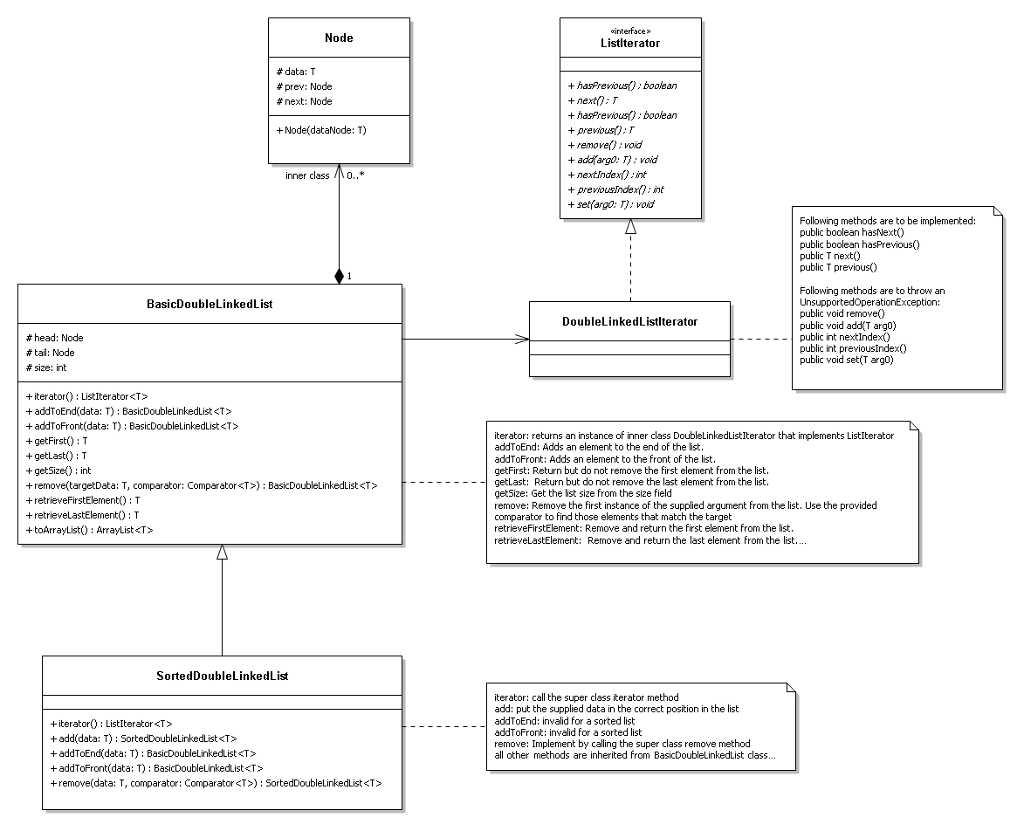 Node
# data: T
# prev: Node
# next: Node
+ Node(dataNode: T)
inner class
0..*
1
«interface»
ListIterator
+ hasPrevious() : boolean
+ next() : T
+ hasPrevious() : boolean
+ previous() : T
+ remove() : void
+ add(arg0: T) : void
+ nextIndex() : int
+ previousIndex() : int
+ set(arg0: T) : void
Following methods are to be implemented:
public boolean hasNext()
public boolean hasPrevious()
public T next()
public T previous()
Following methods are to throw an
UnsupportedOperationException:
public void remove()
public void add(T arg0)
public int nextIndex()
public int previousIndex()
public void set(T arg0)
BasicDoubleLinkedList
# head: Node
# tail: Node
# size: int
+ iterator() : ListIterator<T>
+ addToEnd(data: T) : BasicDoubleLinkedList<T>
+ addToFront(data: T) : BasicDoubleLinkedList<T>
+ getFirst() : T
+ getLast() : T
+ getSize() : int
+ remove(targetData: T, comparator: Comparator<T>) : BasicDoubleLinkedList<T>
+ retrieveFirstElement() : T
+ retrieveLastElement() : T
+ toArrayList() : ArrayList<T>
DoubleLinkedListIterator
iterator: returns an instance of inner class DoubleLinkedListIterator that implements ListIterator
addToEnd: Adds an element to the end of the list.
addToFront: Adds an element to the front of the list.
getFirst: Return but do not remove the first element from the list.
getLast:  Return but do not remove the last element from the list.
getSize: Get the list size from the size field
remove: Remove the first instance of the supplied argument from the list. Use the provided
comparator to find those elements that match the target
retrieveFirstElement: Remove and return the first element from the list.
retrieveLastElement:  Remove and return the last element from the list....
SortedDoubleLinkedList
+ iterator() : ListIterator<T>
+ add(data: T) : SortedDoubleLinkedList<T>
+ addToEnd(data: T) : BasicDoubleLinkedList<T>
+ addToFront(data: T) : BasicDoubleLinkedList<T>
+ remove(data: T, comparator: Comparator<T>) : SortedDoubleLinkedList<T>
iterator: call the super class iterator method
add: put the supplied data in the correct position in the list
addToEnd: invalid for a sorted list
addToFront: invalid for a sorted list
remove: Implement by calling the super class remove method
all other methods are inherited from BasicDoubleLinkedList class...